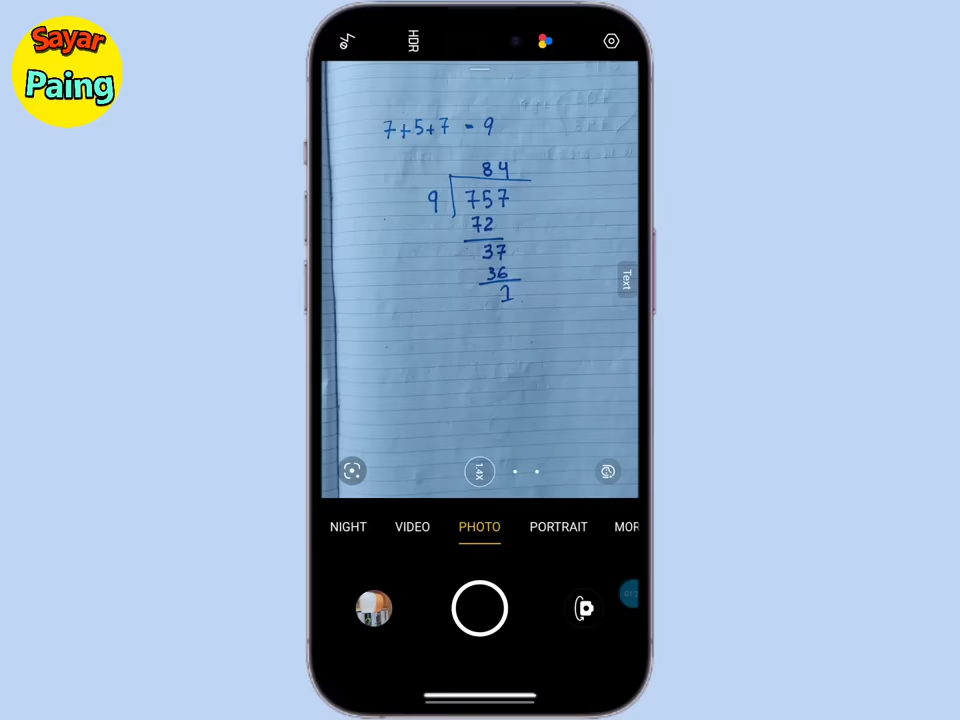 Sayar
Paing
HDR
7+5+7 = 9
84
9 757
72
37
36
1
Text
1.4X
NIGHT VIDEO PHOTO PORTRAIT MOR